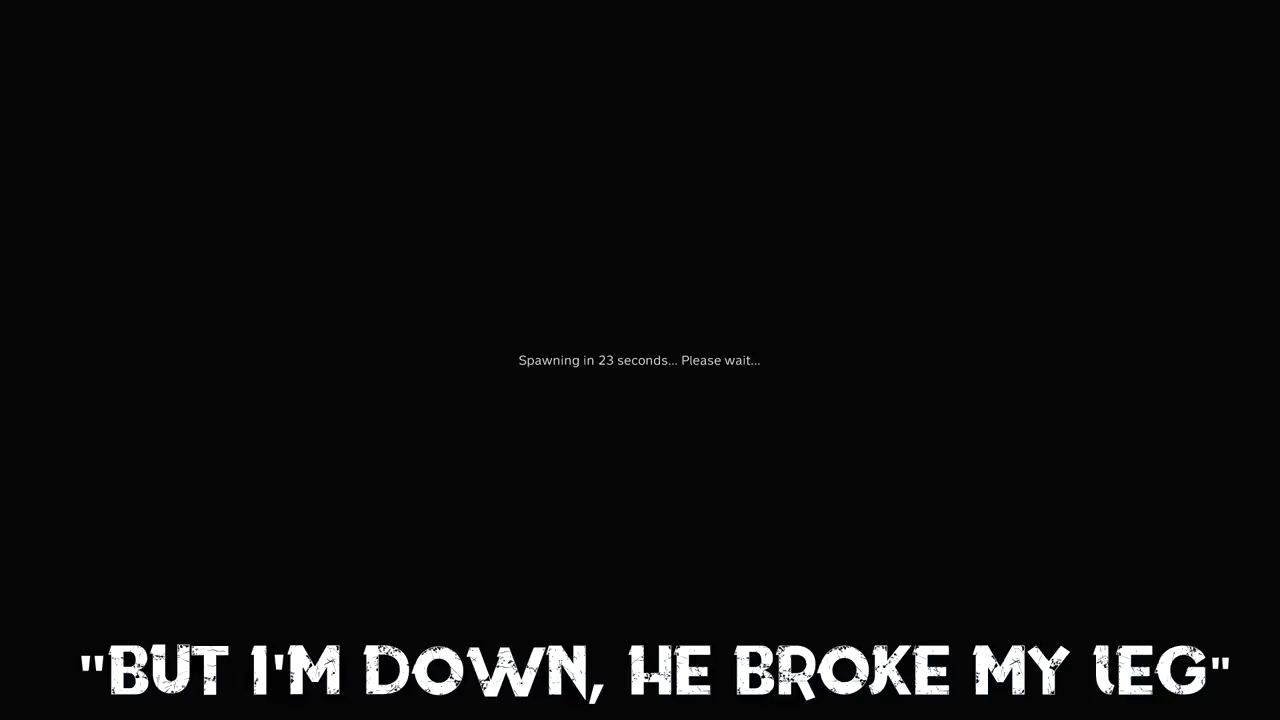 Spawning in 23 seconds... Please wait...
"BUT I'M DOWN, HE BROKE MY LEG"